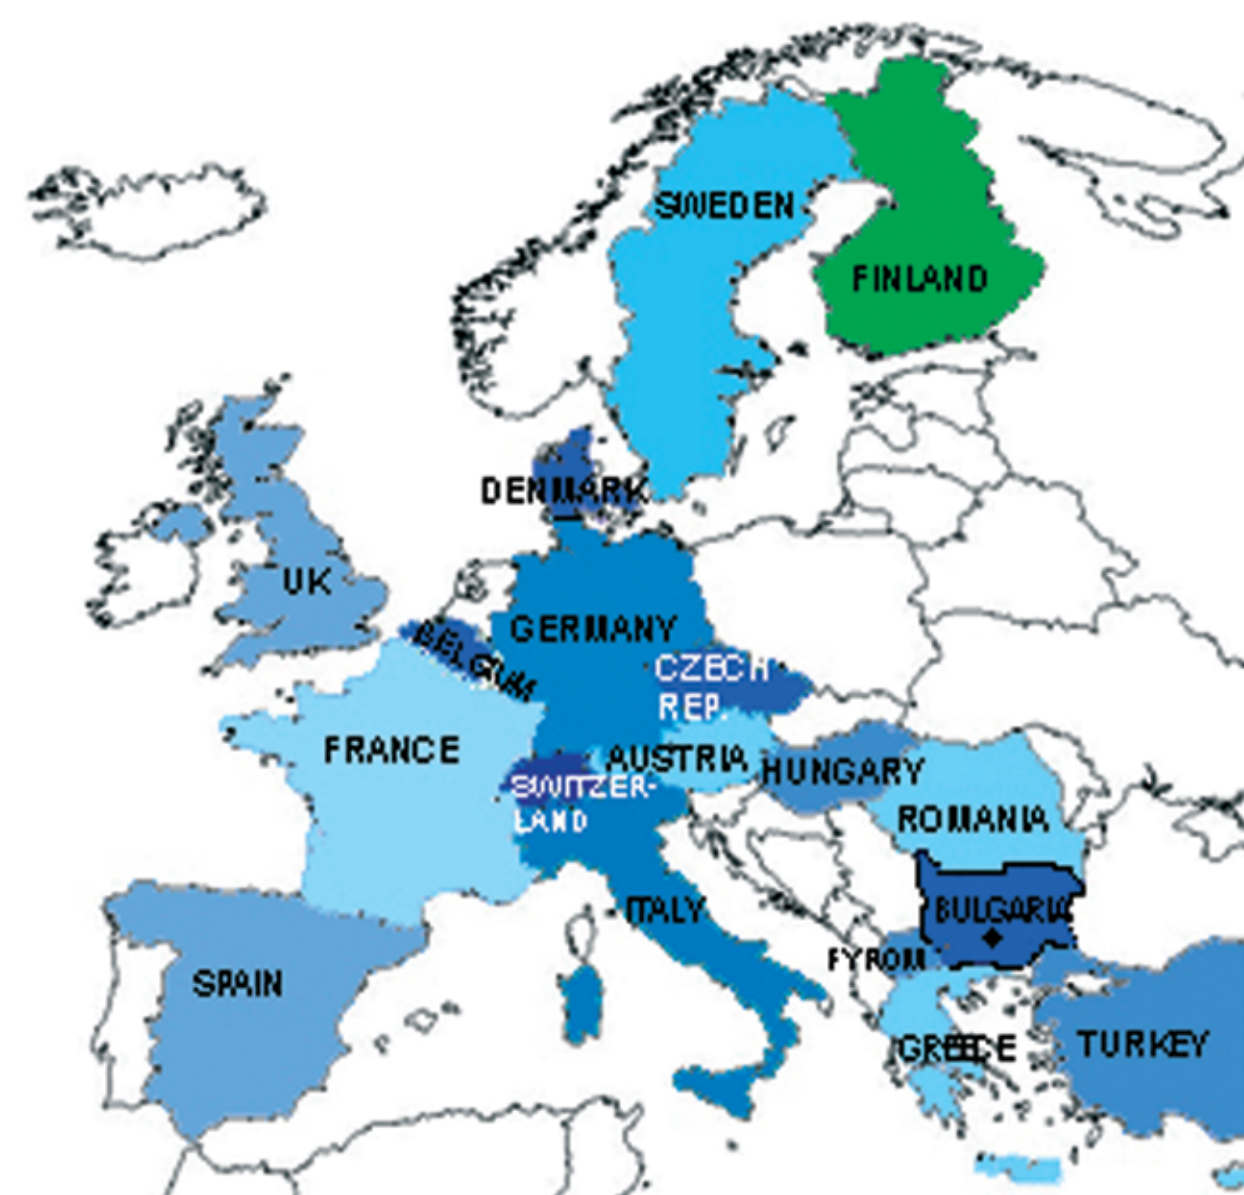 SWEDEN
FINLAND
DENMARK
UK
GERMANY
BELGIUM
CZECH
REP.
FRANCE
AUSTRIA
HUNGARY
SWITZER-
LAND
ROMANIA
ITALY
BULGARIA
FYROM
SPAIN
GREECE
TURKEY